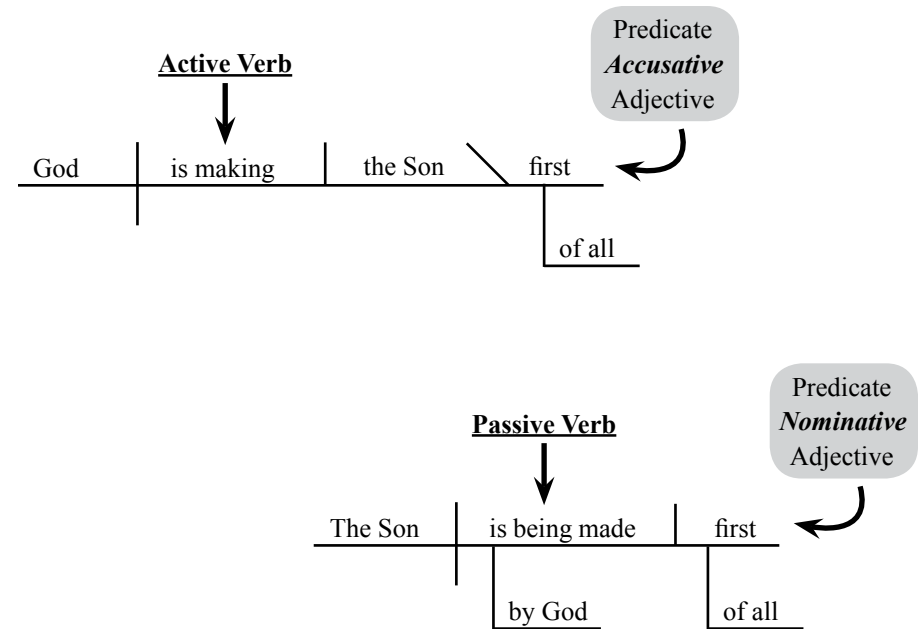 Predicate
Accusative
Adjective
Active Verb
God is making the Son first
of all
Predicate
Nominative
Adjective
Passive Verb
The Son is being made first
by God of all